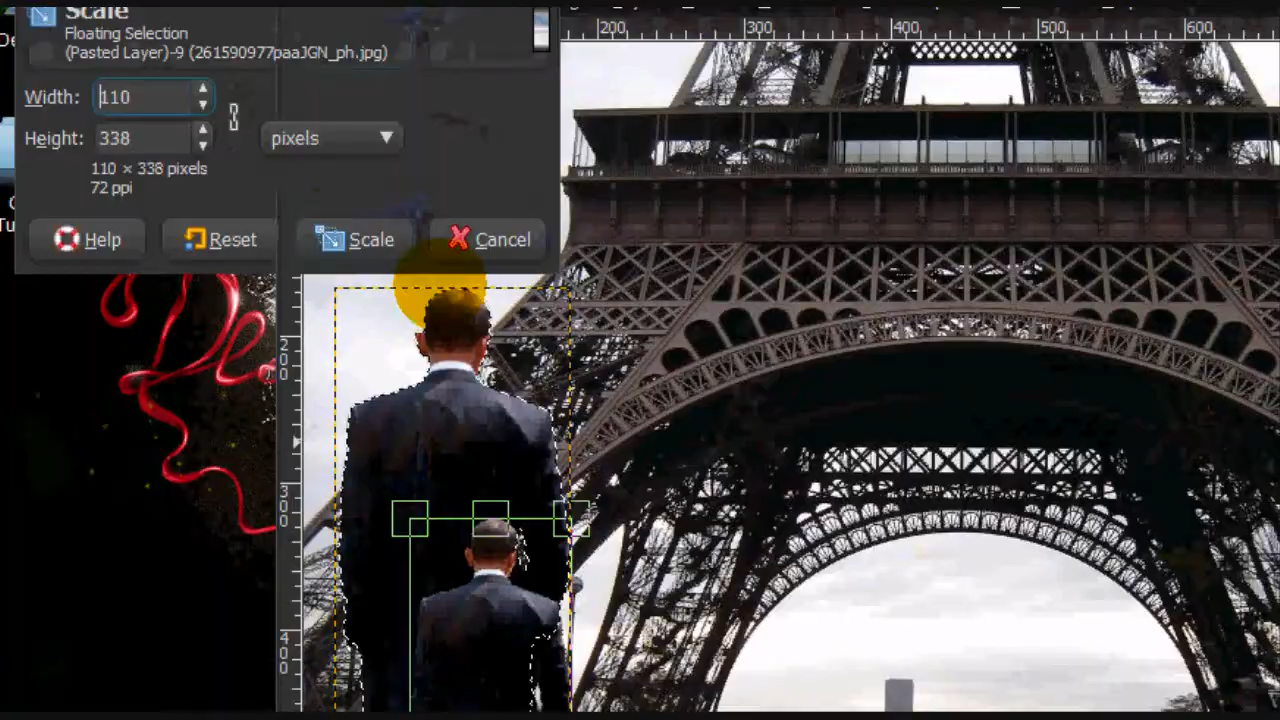 Scale
Floating Selection
(Pasted Layer)-9 (261590977paaJGN_ph.jpg)
Width: 110
Height: 338
pixels
110 × 338 pixels
72 ppi
Help Reset Scale Cancel
200 300 400 500 600
200
300
400